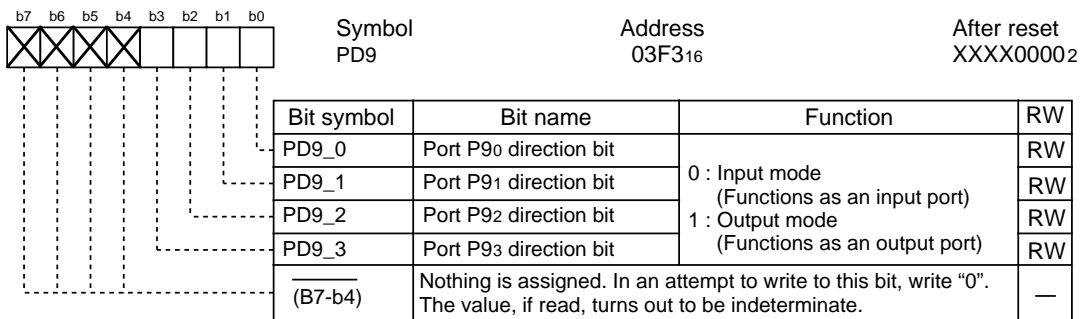 b7 b6 b5 b4 b3 b2 b1 b0
Symbol Address After reset
PD9 03F316 XXXX00002
Bit symbol Bit name Function RW
PD9_0 Port P90 direction bit RW
PD9_1 Port P91 direction bit RW
PD9_2 Port P92 direction bit RW
PD9_3 Port P93 direction bit RW
0 : Input mode
(Functions as an input port)
1 : Output mode
(Functions as an output port)
(B7-b4) Nothing is assigned. In an attempt to write to this bit, write “0”. —
The value, if read, turns out to be indeterminate.